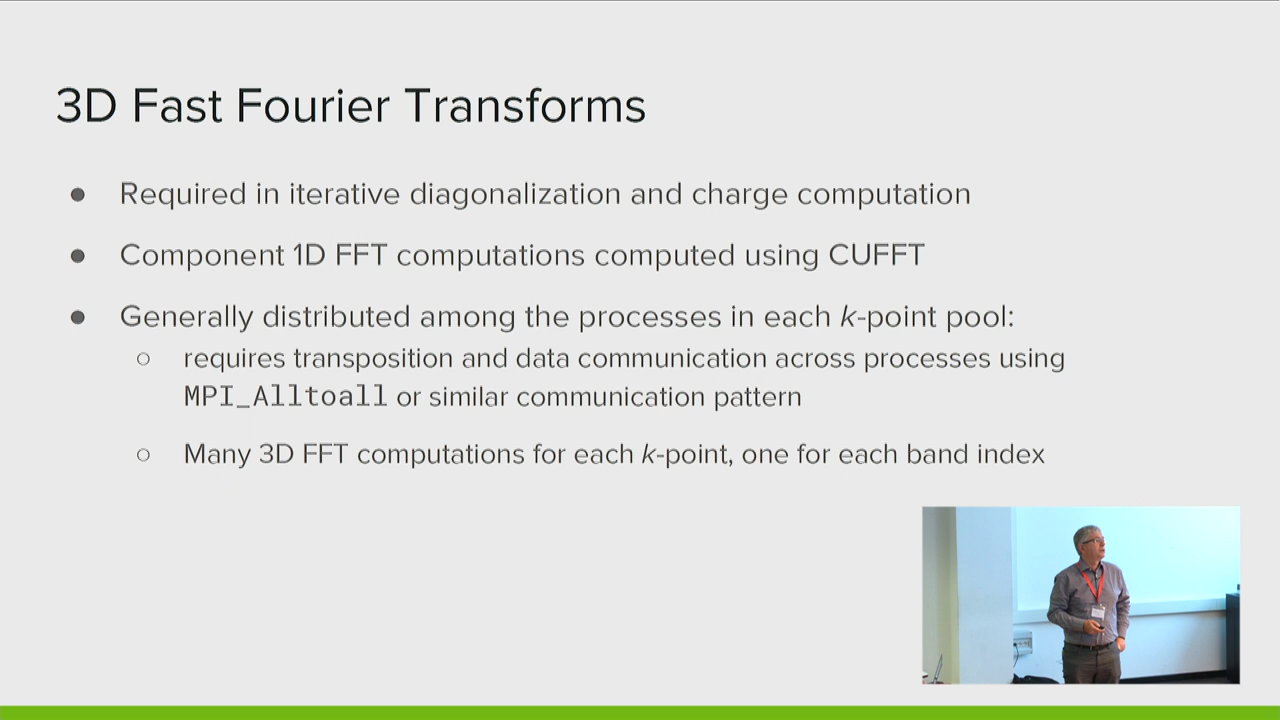 3D Fast Fourier Transforms
● Required in iterative diagonalization and charge computation
● Component 1D FFT computations computed using CUFFT
● Generally distributed among the processes in each k-point pool:
○ requires transposition and data communication across processes using
MPI_Alltoall or similar communication pattern
○ Many 3D FFT computations for each k-point, one for each band index